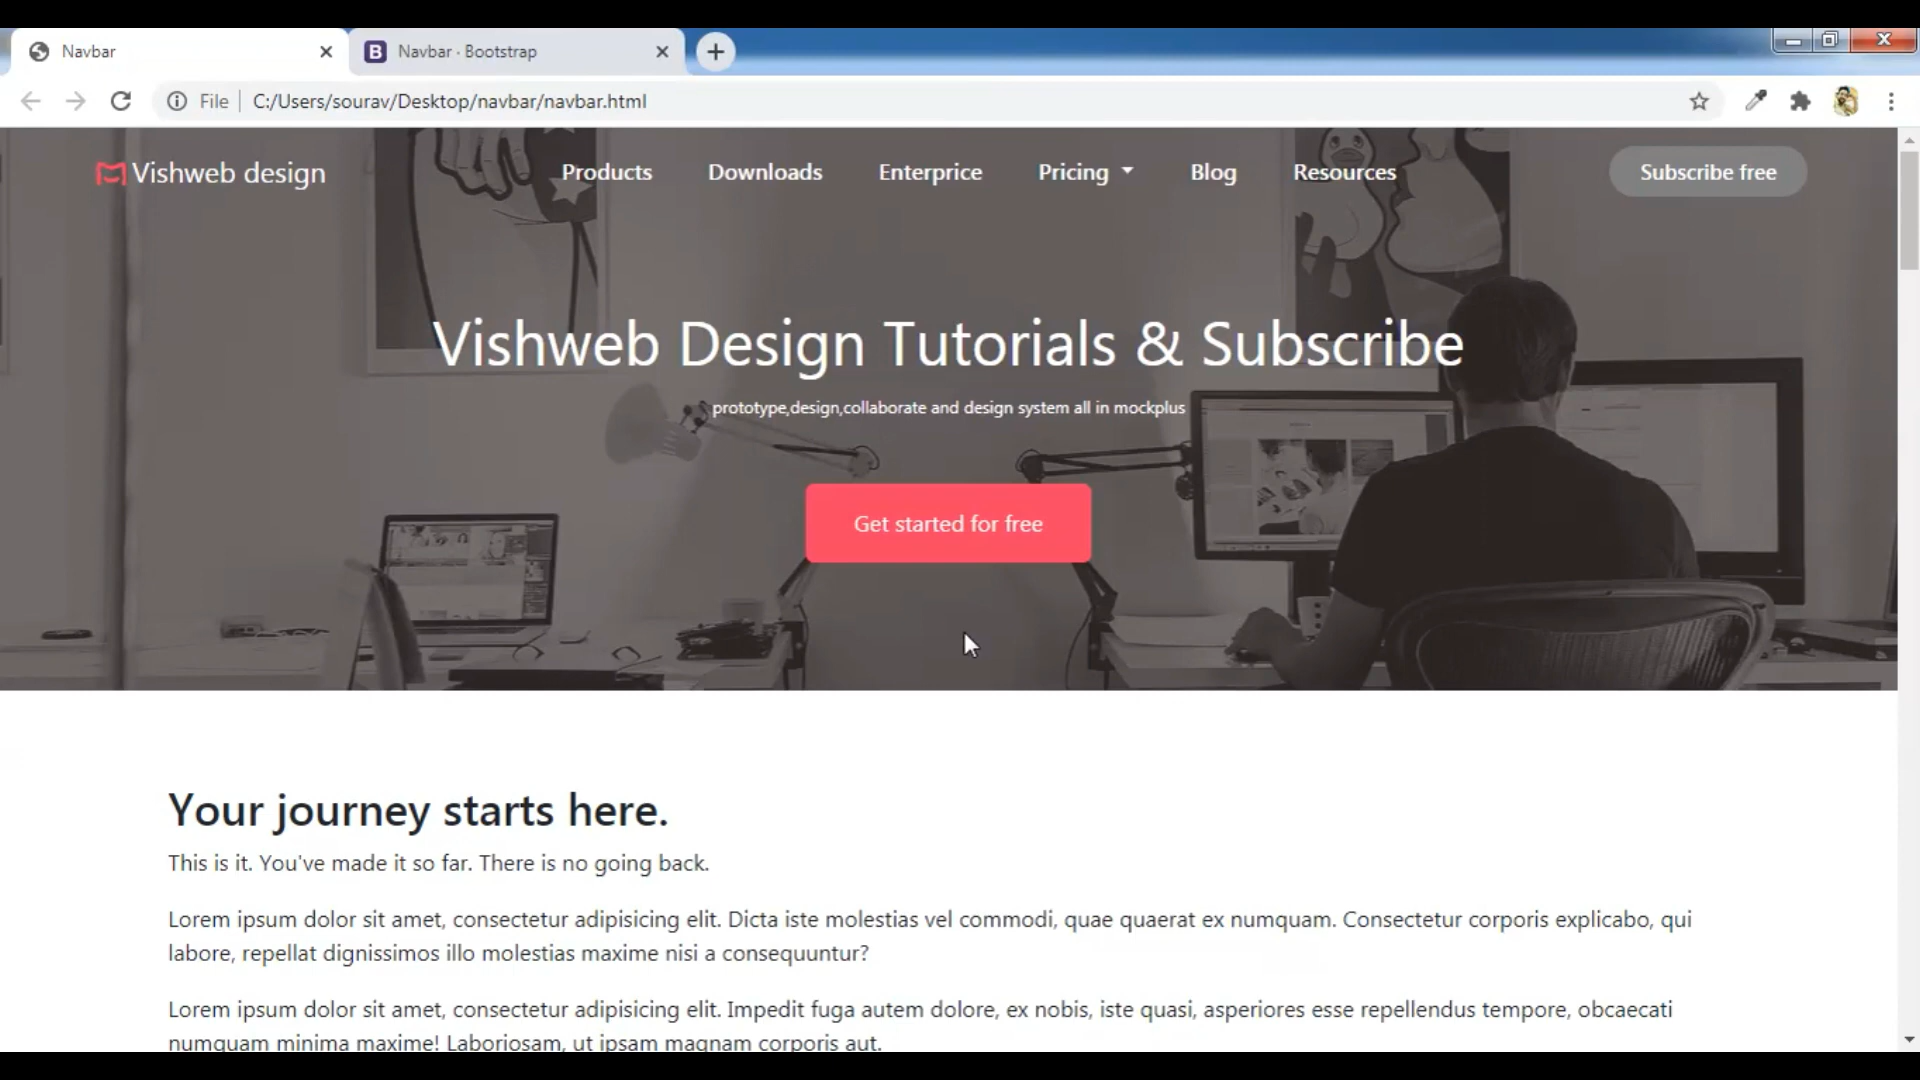 Navbar
Navbar · Bootstrap
File
C:/Users/sourav/Desktop/navbar/navbar.html
Vishweb design
Products
Downloads
Enterprice
Pricing
Blog
Resources
Subscribe free
Vishweb Design Tutorials & Subscribe
prototype,design,collaborate and design system all in mockplus
Get started for free
Your journey starts here.
This is it. You've made it so far. There is no going back.
Lorem ipsum dolor sit amet, consectetur adipisicing elit. Dicta iste molestias vel commodi, quae quaerat ex numquam. Consectetur corporis explicabo, qui
labore, repellat dignissimos illo molestias maxime nisi a consequuntur?
Lorem ipsum dolor sit amet, consectetur adipisicing elit. Impedit fuga autem dolore, ex nobis, iste quasi, asperiores esse repellendus tempore, obcaecati
numquam minima maxime! Laboriosam, ut ipsam magnam corporis aut.